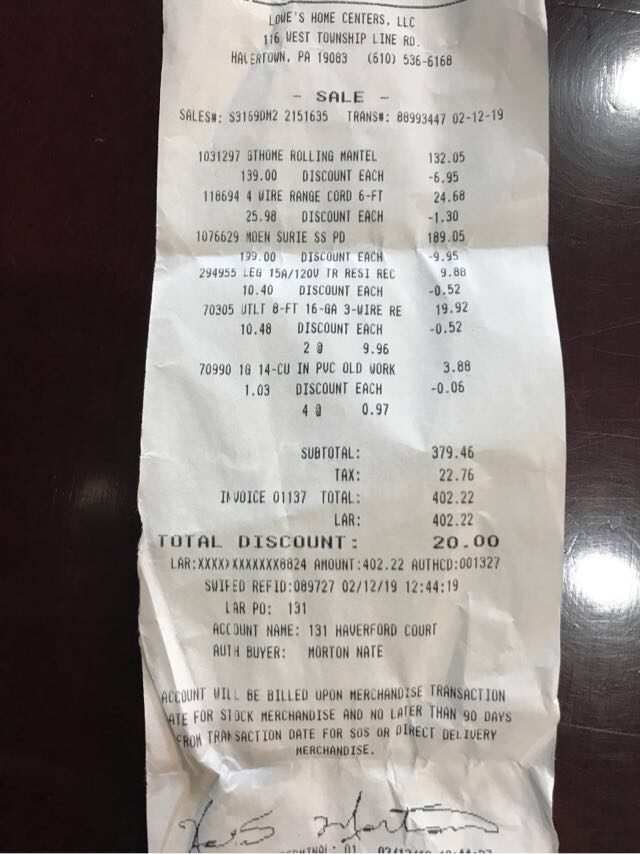 LOWE'S HOME CENTERS, LLC
116 WEST TOWNSHIP LINE RD.
HAVERTOWN, PA 19083 (610) 536-6168
- SALE -
SALES#: S3169DM2 2151635 TRANS#: 88993447 02-12-19
1031297 GTHOME ROLLING MANTEL 132.05
139.00 DISCOUNT EACH -6.95
118694 4 WIRE RANGE CORD 6-FT 24.68
25.98 DISCOUNT EACH -1.30
1076629 MOEN SURIE SS PD 189.05
199.00 DISCOUNT EACH -9.95
294955 LEG 15A/120V TR RESI REC 9.88
10.40 DISCOUNT EACH -0.52
70305 UTLT 8-FT 16-GA 3-WIRE RE 19.92
10.48 DISCOUNT EACH -0.52
2 @ 9.96
70990 1G 14-CU IN PVC OLD WORK 3.88
1.03 DISCOUNT EACH -0.06
4 @ 0.97
SUBTOTAL: 379.46
TAX: 22.76
INVOICE 01137 TOTAL: 402.22
LAR: 402.22
TOTAL DISCOUNT: 20.00
LAR:XXXXXXXXXXXX8824 AMOUNT:402.22 AUTHCD:001327
SWIPED REFID:089727 02/12/19 12:44:19
LAR PO: 131
ACCOUNT NAME: 131 HAVERFORD COURT
AUTH BUYER: MORTON NATE
ACCOUNT WILL BE BILLED UPON MERCHANDISE TRANSACTION
DATE FOR STOCK MERCHANDISE AND NO LATER THAN 90 DAYS
FROM TRANSACTION DATE FOR SOS OR DIRECT DELIVERY
MERCHANDISE.